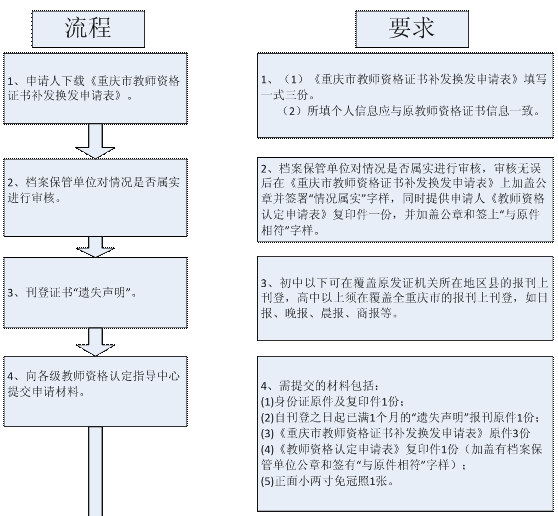 流程
1、申请人下载《重庆市教师资格
证书补发换发申请表》。
2、档案保管单位对情况是否属实
进行审核。
3、刊登证书“遗失声明”。
4、向各级教师资格认定指导中心
提交申请材料。
要求
1、（1）《重庆市教师资格证书补发换发申请表》填写
一式三份。
（2）所填个人信息应与原教师资格证书信息一致。
2、档案保管单位对情况是否属实进行审核，审核无误
后在《重庆市教师资格证书补发换发申请表》上加盖公
章并签署“情况属实”字样，同时提供申请人《教师资格
认定申请表》复印件一份，并加盖公章和签上“与原件
相符”字样。
3、初中以下可在覆盖原发证机关所在地区县的报刊上
刊登，高中以上须在覆盖全重庆市的报刊上刊登，如日
报、晚报、晨报、商报等。
4、需提交的材料包括：
(1)身份证原件及复印件1份；
(2)自刊登之日起已满1个月的“遗失声明”报刊原件1份；
(3)《重庆市教师资格证书补发换发申请表》原件3份
(4)《教师资格认定申请表》复印件1份（加盖有档案保
管单位公章和签有“与原件相符”字样）；
(5)正面小两寸免冠照1张。